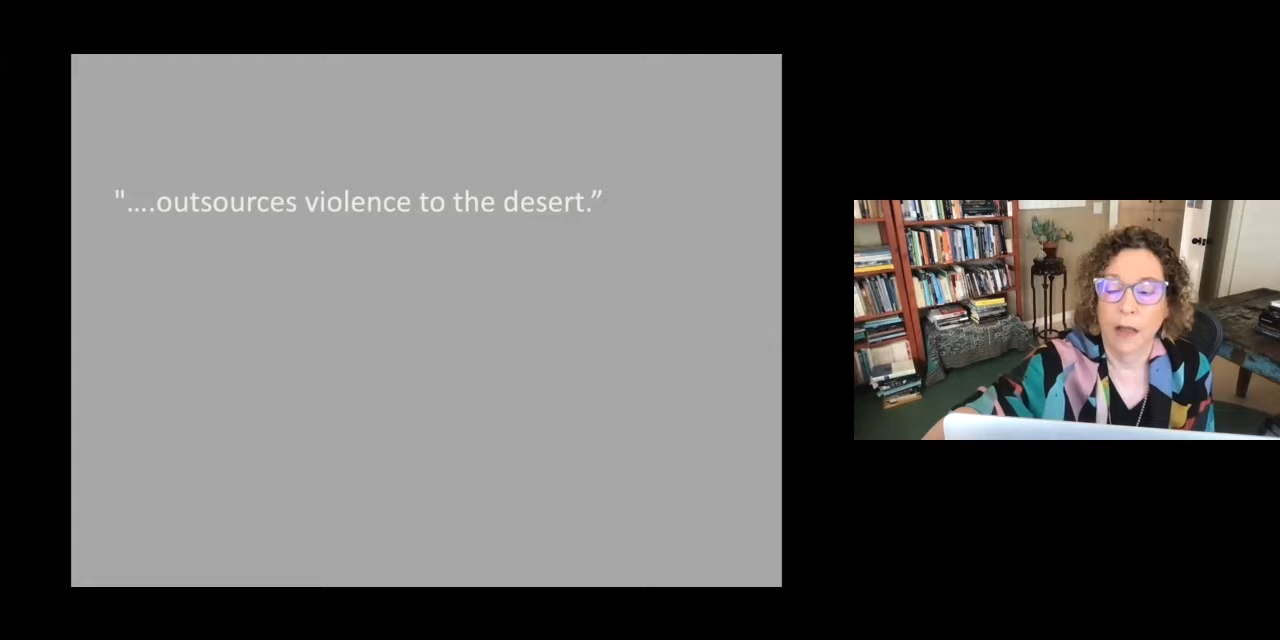 "....outsources violence to the desert.”